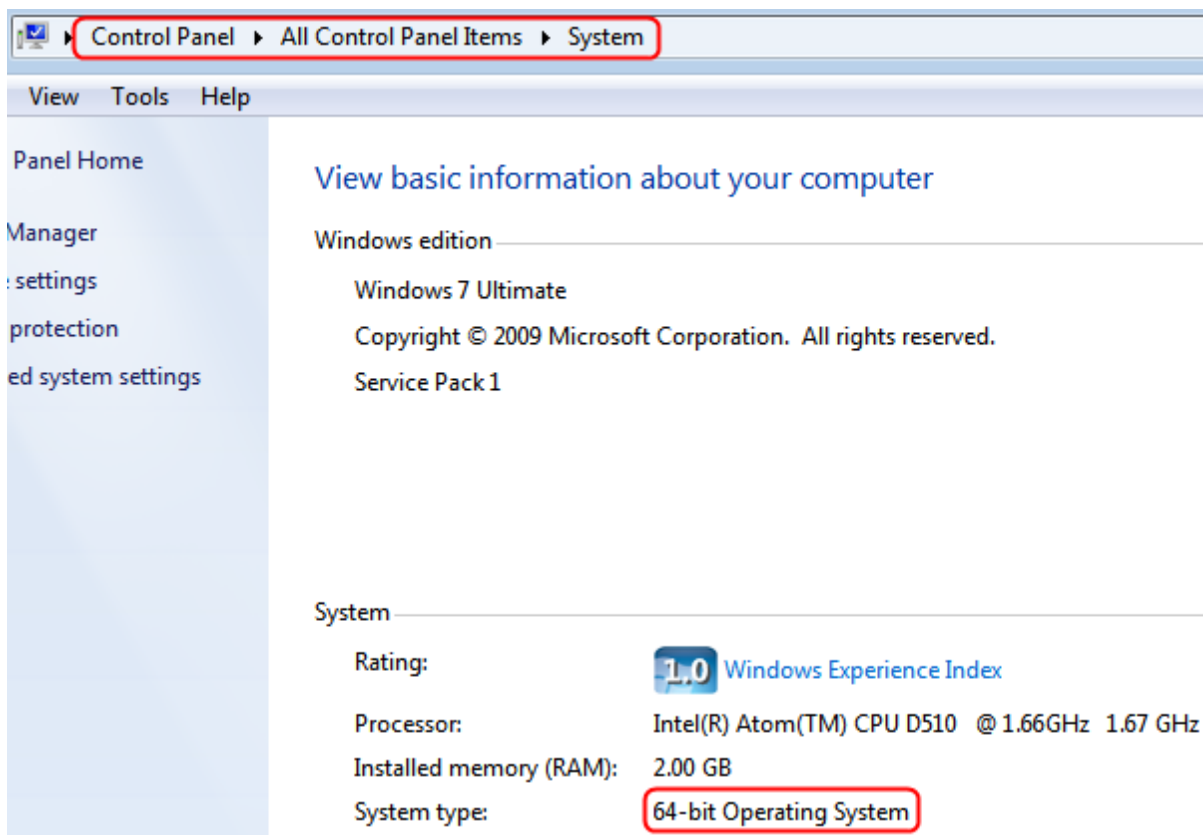 Control Panel All Control Panel Items System
View Tools Help
Panel Home
Manager
settings
protection
ed system settings
View basic information about your computer
Windows edition
Windows 7 Ultimate
Copyright © 2009 Microsoft Corporation. All rights reserved.
Service Pack 1
System
Rating: 1.0 Windows Experience Index
Processor: Intel(R) Atom(TM) CPU D510 @ 1.66GHz 1.67 GHz
Installed memory (RAM): 2.00 GB
System type: 64-bit Operating System